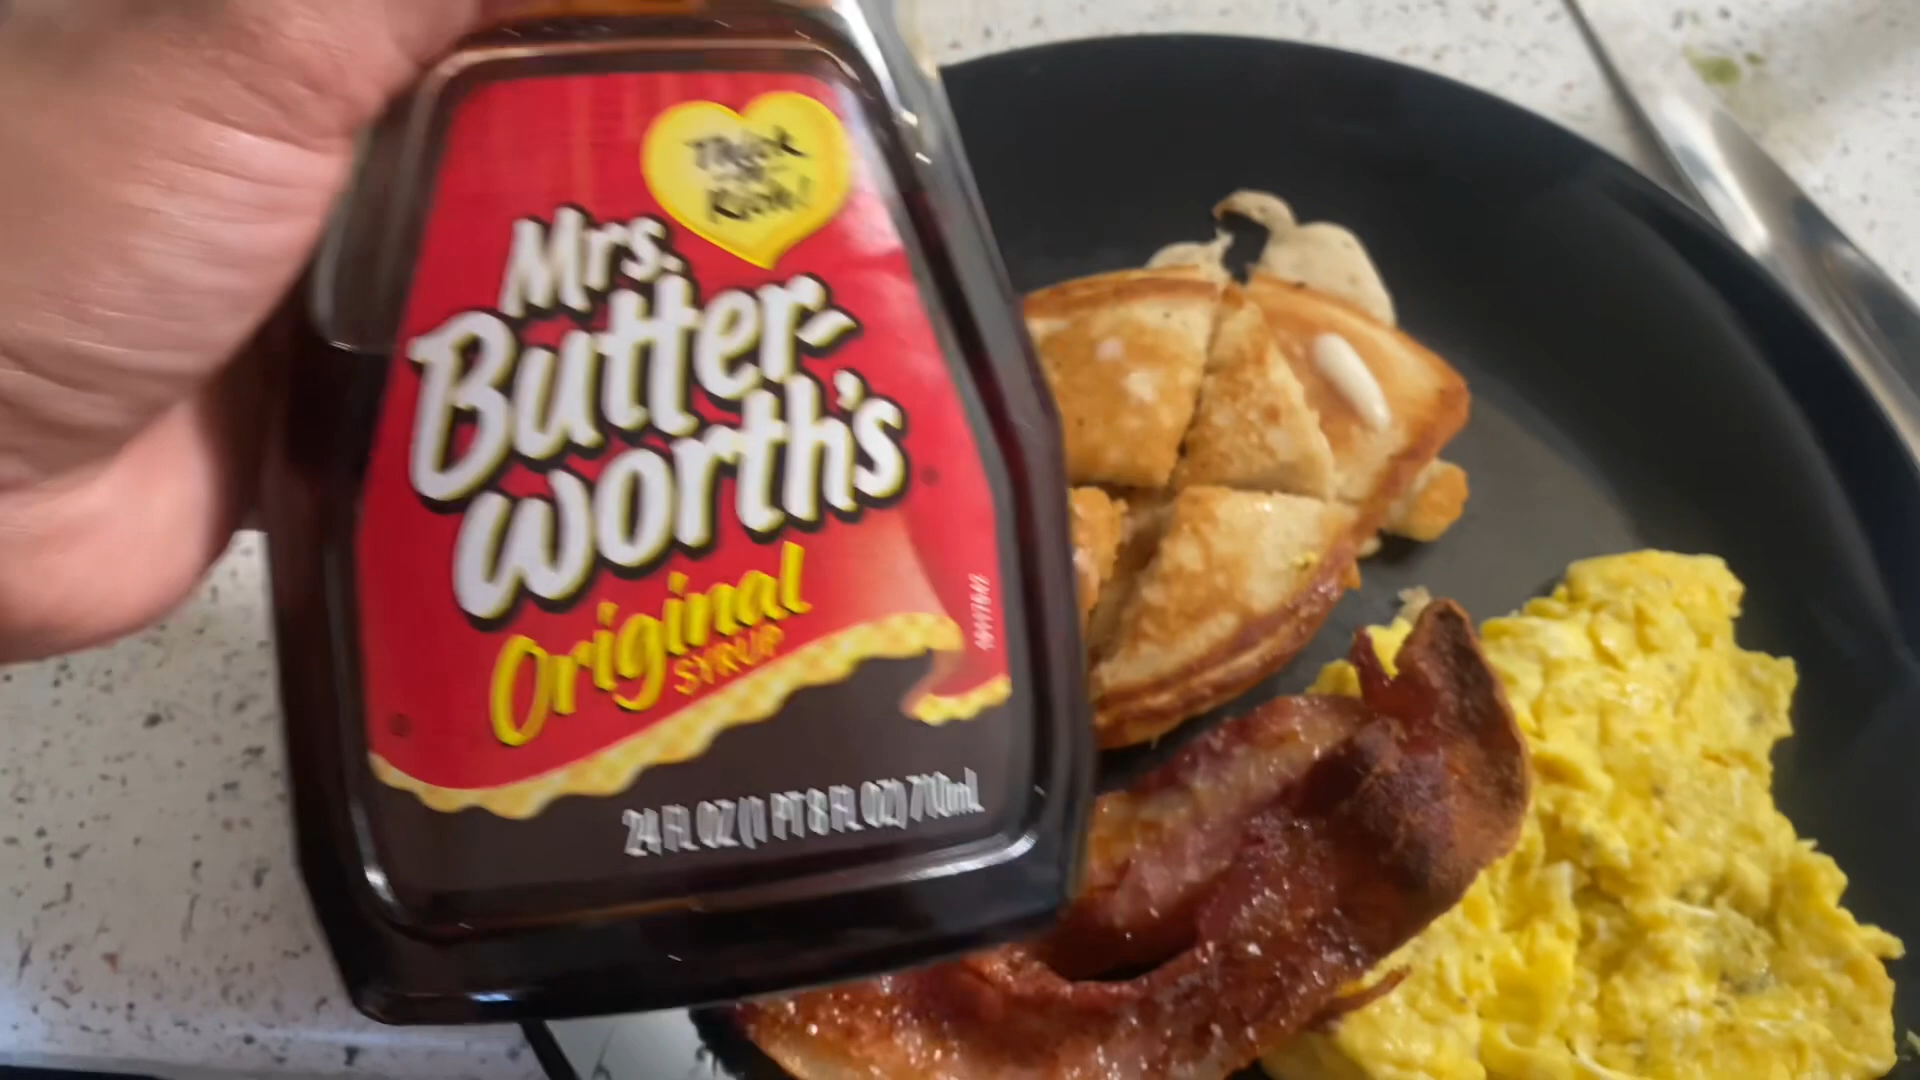 Thick
Rich!
Mrs.
Butter-
worth's
Original
SYRUP
24 FL OZ (1 PT 8 FL OZ) 710mL